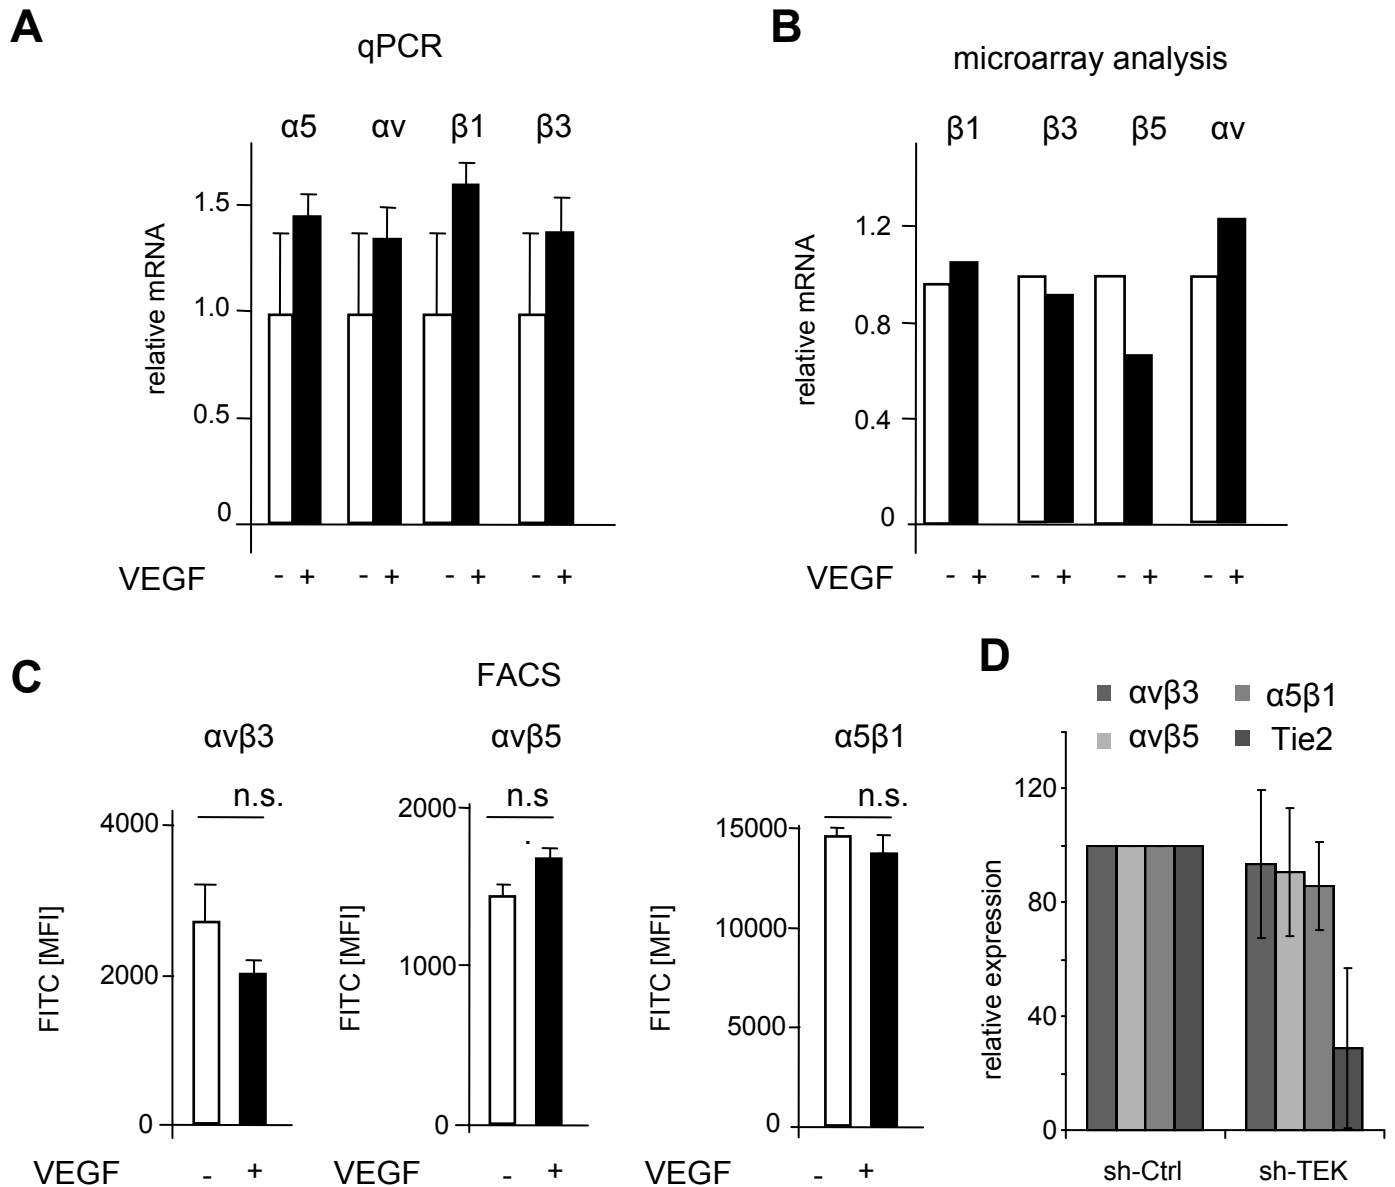 A
qPCR
α5 αv β1 β3
relative mRNA
1.5
1.0
0.5
0
VEGF - + - + - + - +
B
microarray analysis
β1 β3 β5 αv
relative mRNA
1.2
0.8
0.4
0
VEGF - + - + - + - +
C
FACS
αvβ3
n.s.
FITC [MFI]
4000
2000
0
VEGF - +
αvβ5
n.s
.
FITC [MFI]
2000
1000
0
VEGF - +
α5β1
n.s.
FITC [MFI]
15000
10000
5000
0
VEGF - +
D
αvβ3 α5β1
αvβ5 Tie2
relative expression
120
80
40
0
sh-Ctrl sh-TEK